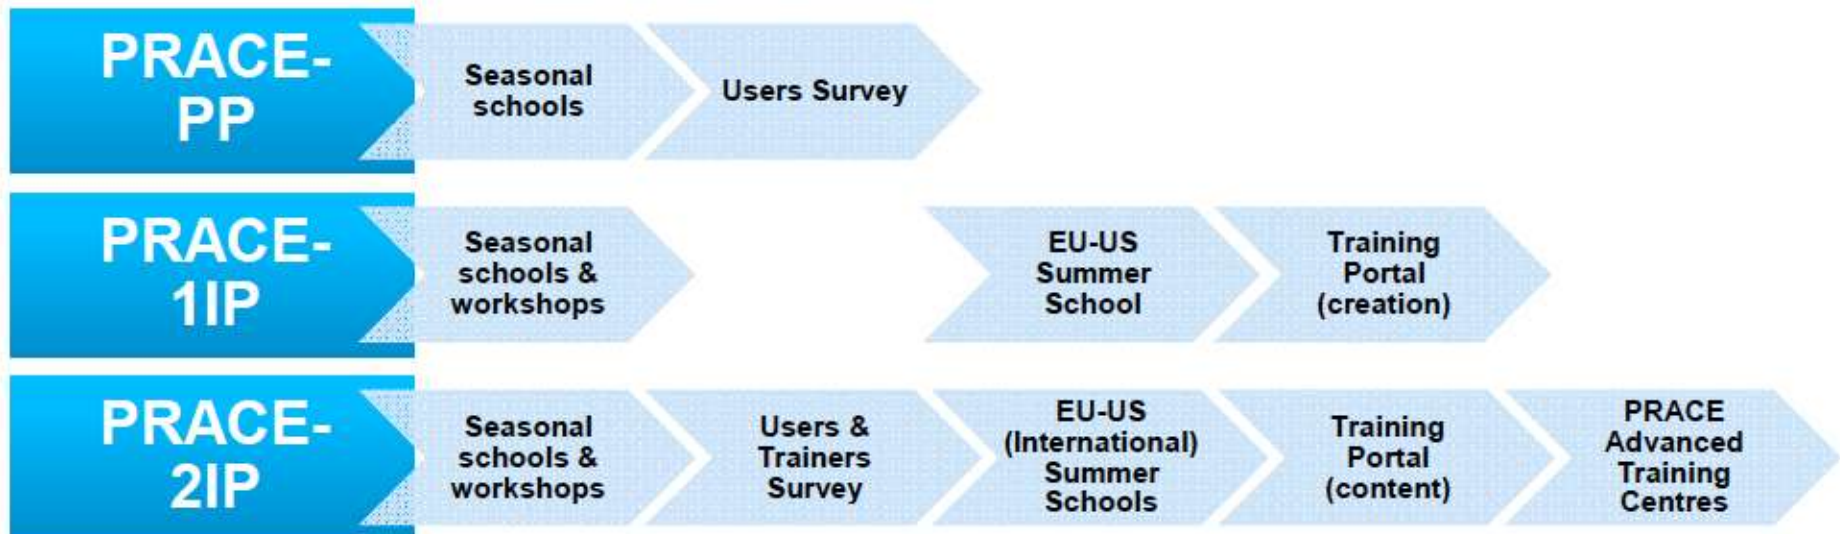 PRACE-
PP
Seasonal
schools
Users Survey
PRACE-
1IP
Seasonal
schools &
workshops
EU-US
Summer
School
Training
Portal
(creation)
PRACE-
2IP
Seasonal
schools &
workshops
Users &
Trainers
Survey
EU-US
(International)
Summer
Schools
Training
Portal
(content)
PRACE
Advanced
Training
Centres